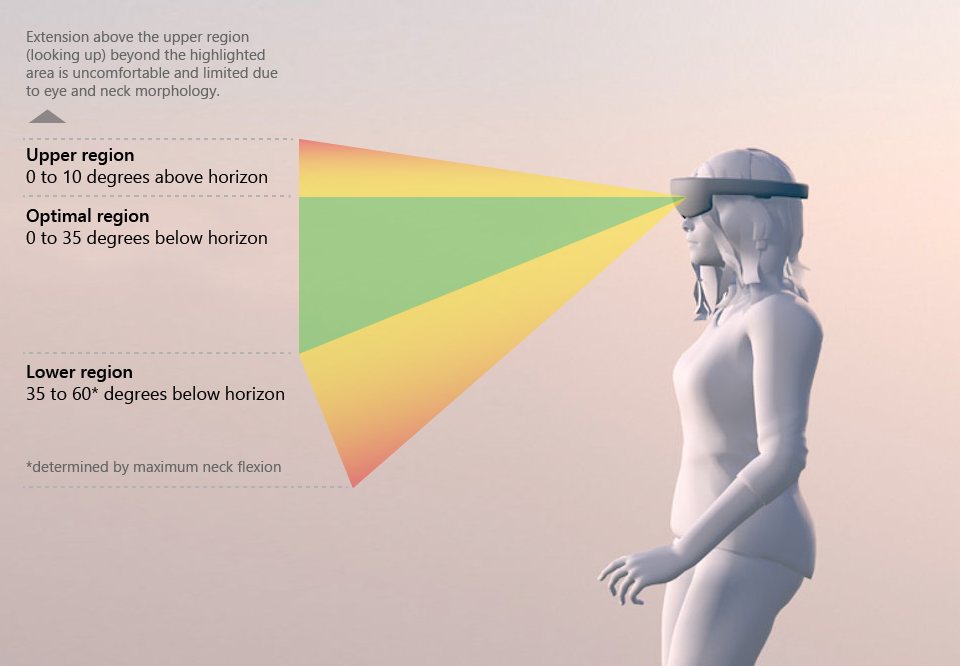 Extension above the upper region
(looking up) beyond the highlighted
area is uncomfortable and limited due
to eye and neck morphology.
Upper region
0 to 10 degrees above horizon
Optimal region
0 to 35 degrees below horizon
Lower region
35 to 60* degrees below horizon
*determined by maximum neck flexion